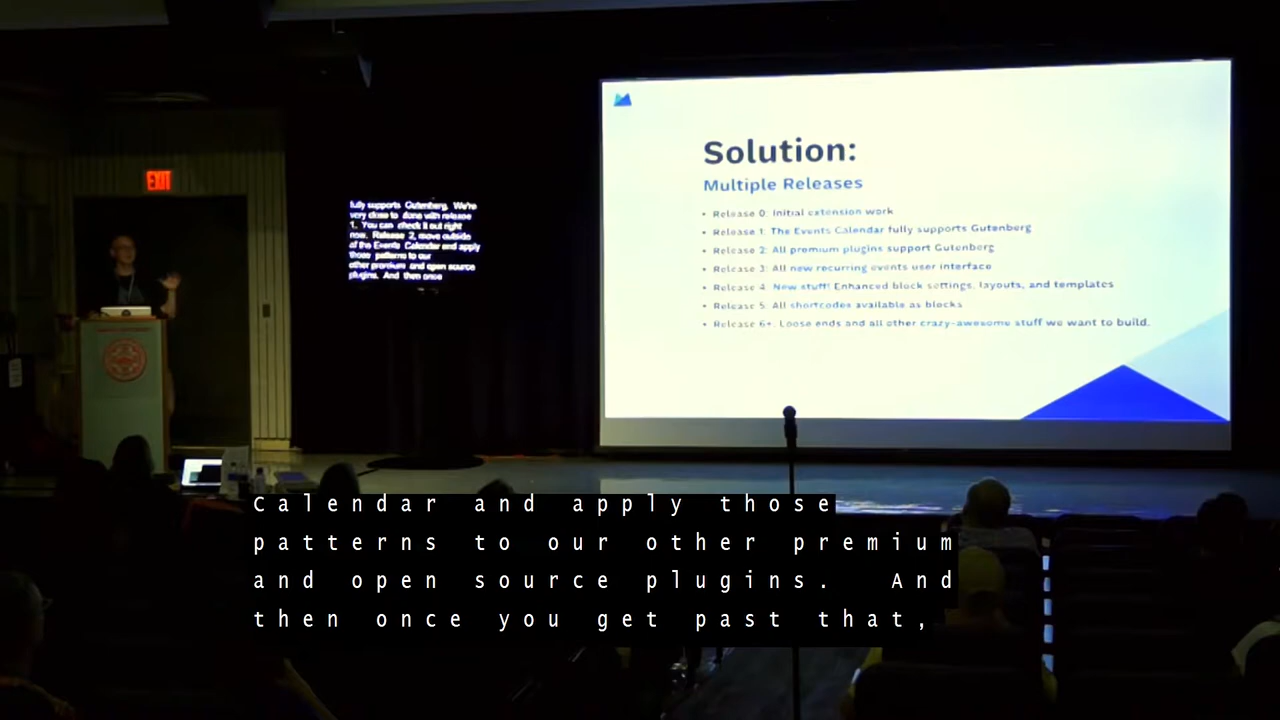 EXIT
fully supports Gutenberg. We're
very close to done with release
1. You can check it out right
now. Release 2, move outside
of the Events Calendar and apply
those patterns to our
other premium and open source
plugins. And then once
Solution:
Multiple Releases
• Release 0: Initial extension work
• Release 1: The Events Calendar fully supports Gutenberg
• Release 2: All premium plugins support Gutenberg
• Release 3: All new recurring events user interface
• Release 4: New stuff! Enhanced block settings, layouts, and templates
• Release 5: All shortcodes available as blocks
• Release 6+: Loose ends and all other crazy-awesome stuff we want to build.
Calendar and apply those
patterns to our other premium
and open source plugins. And
then once you get past that,